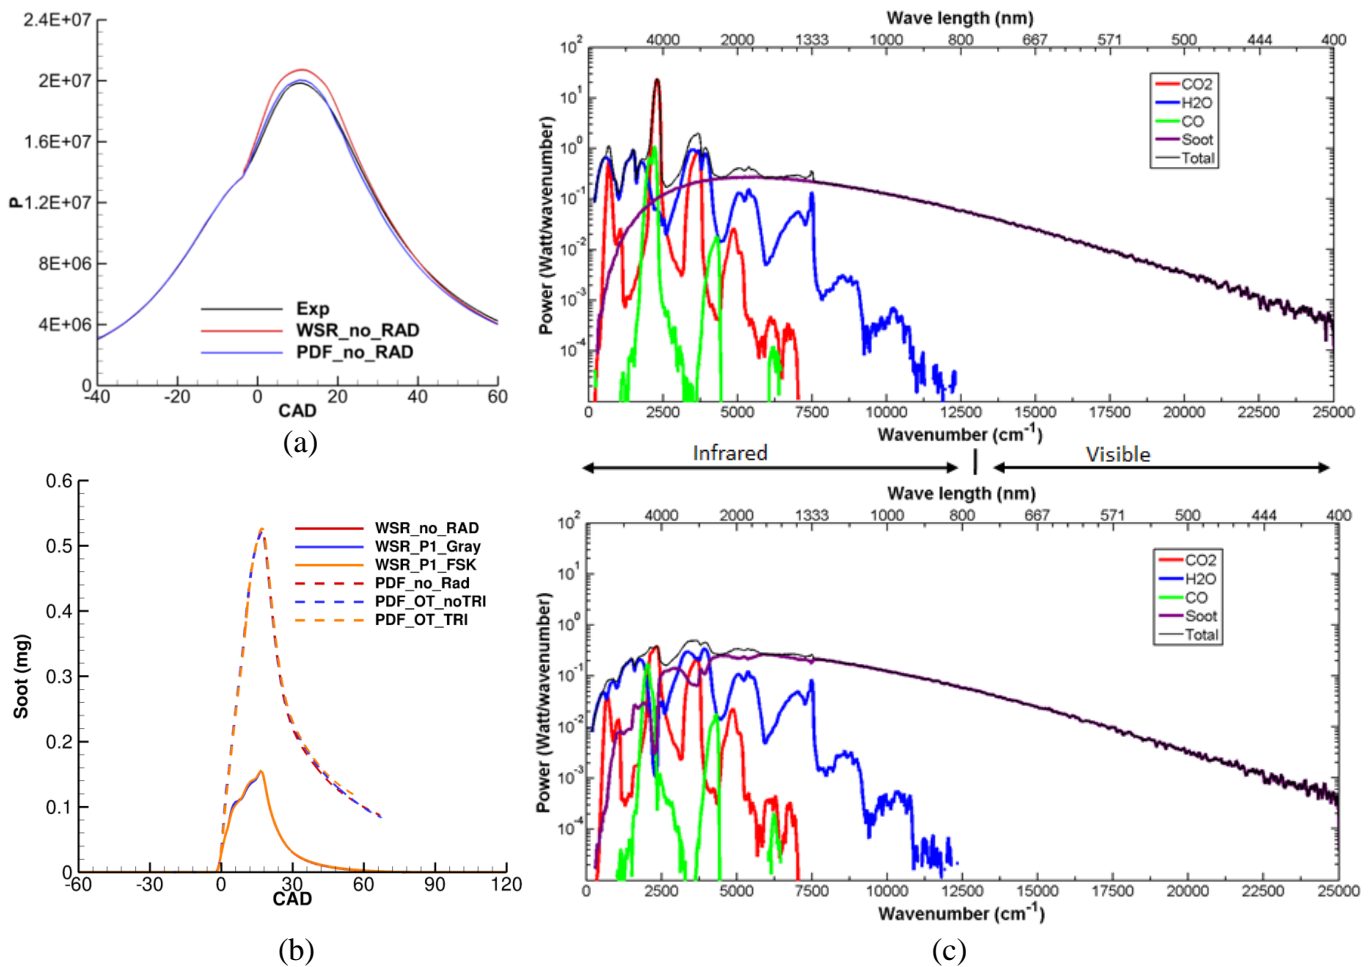 2.4E+07
2E+07
1.6E+07
1.2E+07
8E+06
4E+06
0
P
-40 -20 0 20 40 60
CAD
Exp
WSR_no_RAD
PDF_no_RAD
(a)
0.6
0.5
0.4
0.3
0.2
0.1
0
Soot (mg)
-60 -30 0 30 60 90 120
CAD
WSR_no_RAD
WSR_P1_Gray
WSR_P1_FSK
PDF_no_Rad
PDF_OT_noTRI
PDF_OT_TRI
(b)
Wave length (nm)
4000 2000 1333 1000 800 667 571 500 444 400
10^2
10^1
10^0
10^-1
10^-2
10^-3
10^-4
Power (Watt/wavenumber)
CO2
H2O
CO
Soot
Total
0 2500 5000 7500 10000 12500 15000 17500 20000 22500 25000
Wavenumber (cm^-1)
Infrared
Visible
Wave length (nm)
4000 2000 1333 1000 800 667 571 500 444 400
10^2
10^1
10^0
10^-1
10^-2
10^-3
10^-4
Power (Watt/wavenumber)
CO2
H2O
CO
Soot
Total
0 2500 5000 7500 10000 12500 15000 17500 20000 22500 25000
Wavenumber (cm^-1)
(c)